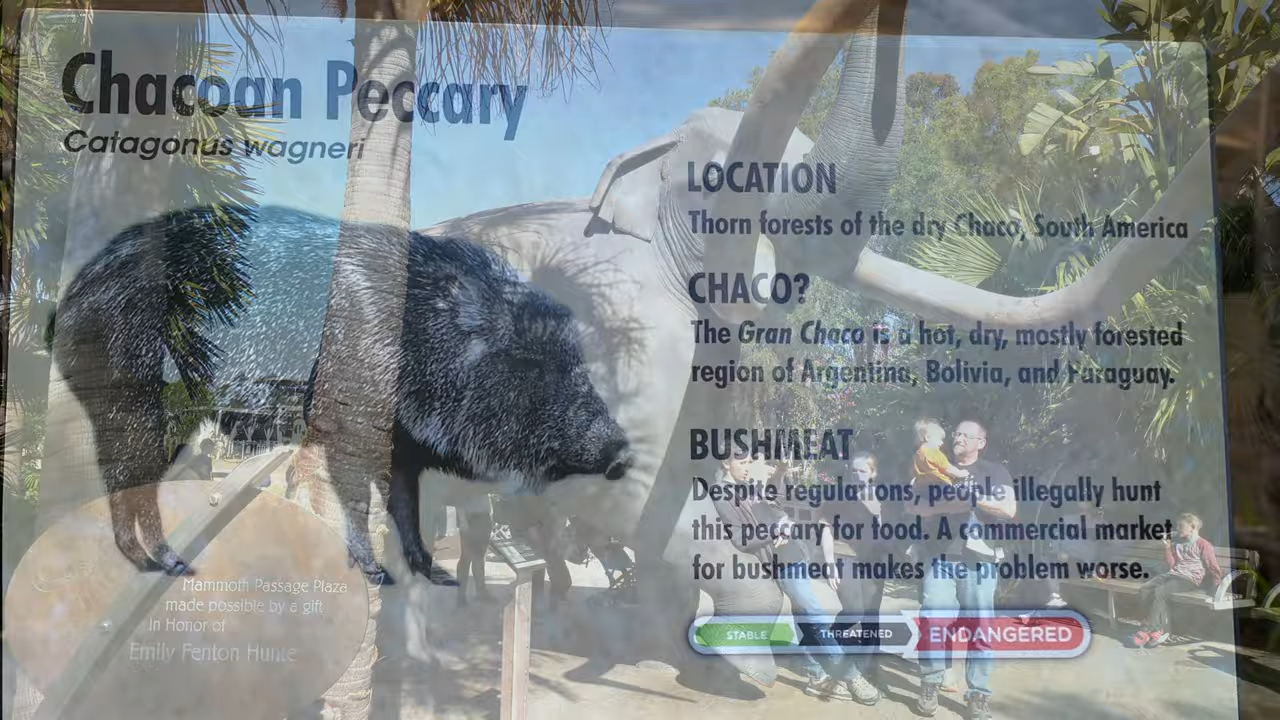 Chacoan Peccary
Catagonus wagneri
LOCATION
Thorn forests of the dry Chaco, South America
CHACO?
The Gran Chaco is a hot, dry, mostly forested
region of Argentina, Bolivia, and Paraguay.
BUSHMEAT
Despite regulations, people illegally hunt
this peccary for food. A commercial market
for bushmeat makes the problem worse.
STABLE THREATENED ENDANGERED
Mammoth Passage Plaza
made possible by a gift
In Honor of
Emily Fenton Hunte